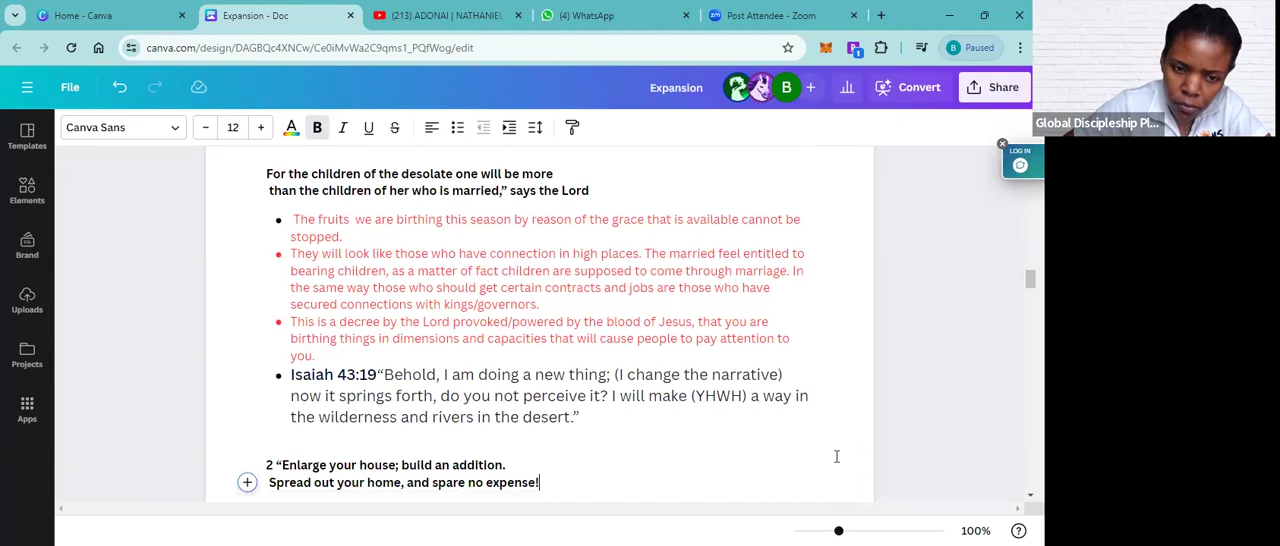 Home - Canva
Expansion - Doc
(213) ADONAI | NATHANIEL
(4) WhatsApp
Post Attendee - Zoom
canva.com/design/DAGBQc4XNCw/Ce0iMvWa2C9qms1_PQfWog/edit
1
B Paused
File
Expansion
B
Convert
Share
Canva Sans
12
A B I U S
Global Discipleship Pl...
LOG IN
Templates
Elements
Brand
Uploads
Projects
Apps
For the children of the desolate one will be more
than the children of her who is married,” says the Lord
The fruits we are birthing this season by reason of the grace that is available cannot be
stopped.
They will look like those who have connection in high places. The married feel entitled to
bearing children, as a matter of fact children are supposed to come through marriage. In
the same way those who should get certain contracts and jobs are those who have
secured connections with kings/governors.
This is a decree by the Lord provoked/powered by the blood of Jesus, that you are
birthing things in dimensions and capacities that will cause people to pay attention to
you.
Isaiah 43:19“Behold, I am doing a new thing; (I change the narrative)
now it springs forth, do you not perceive it? I will make (YHWH) a way in
the wilderness and rivers in the desert.”
2 “Enlarge your house; build an addition.
Spread out your home, and spare no expense!
100%